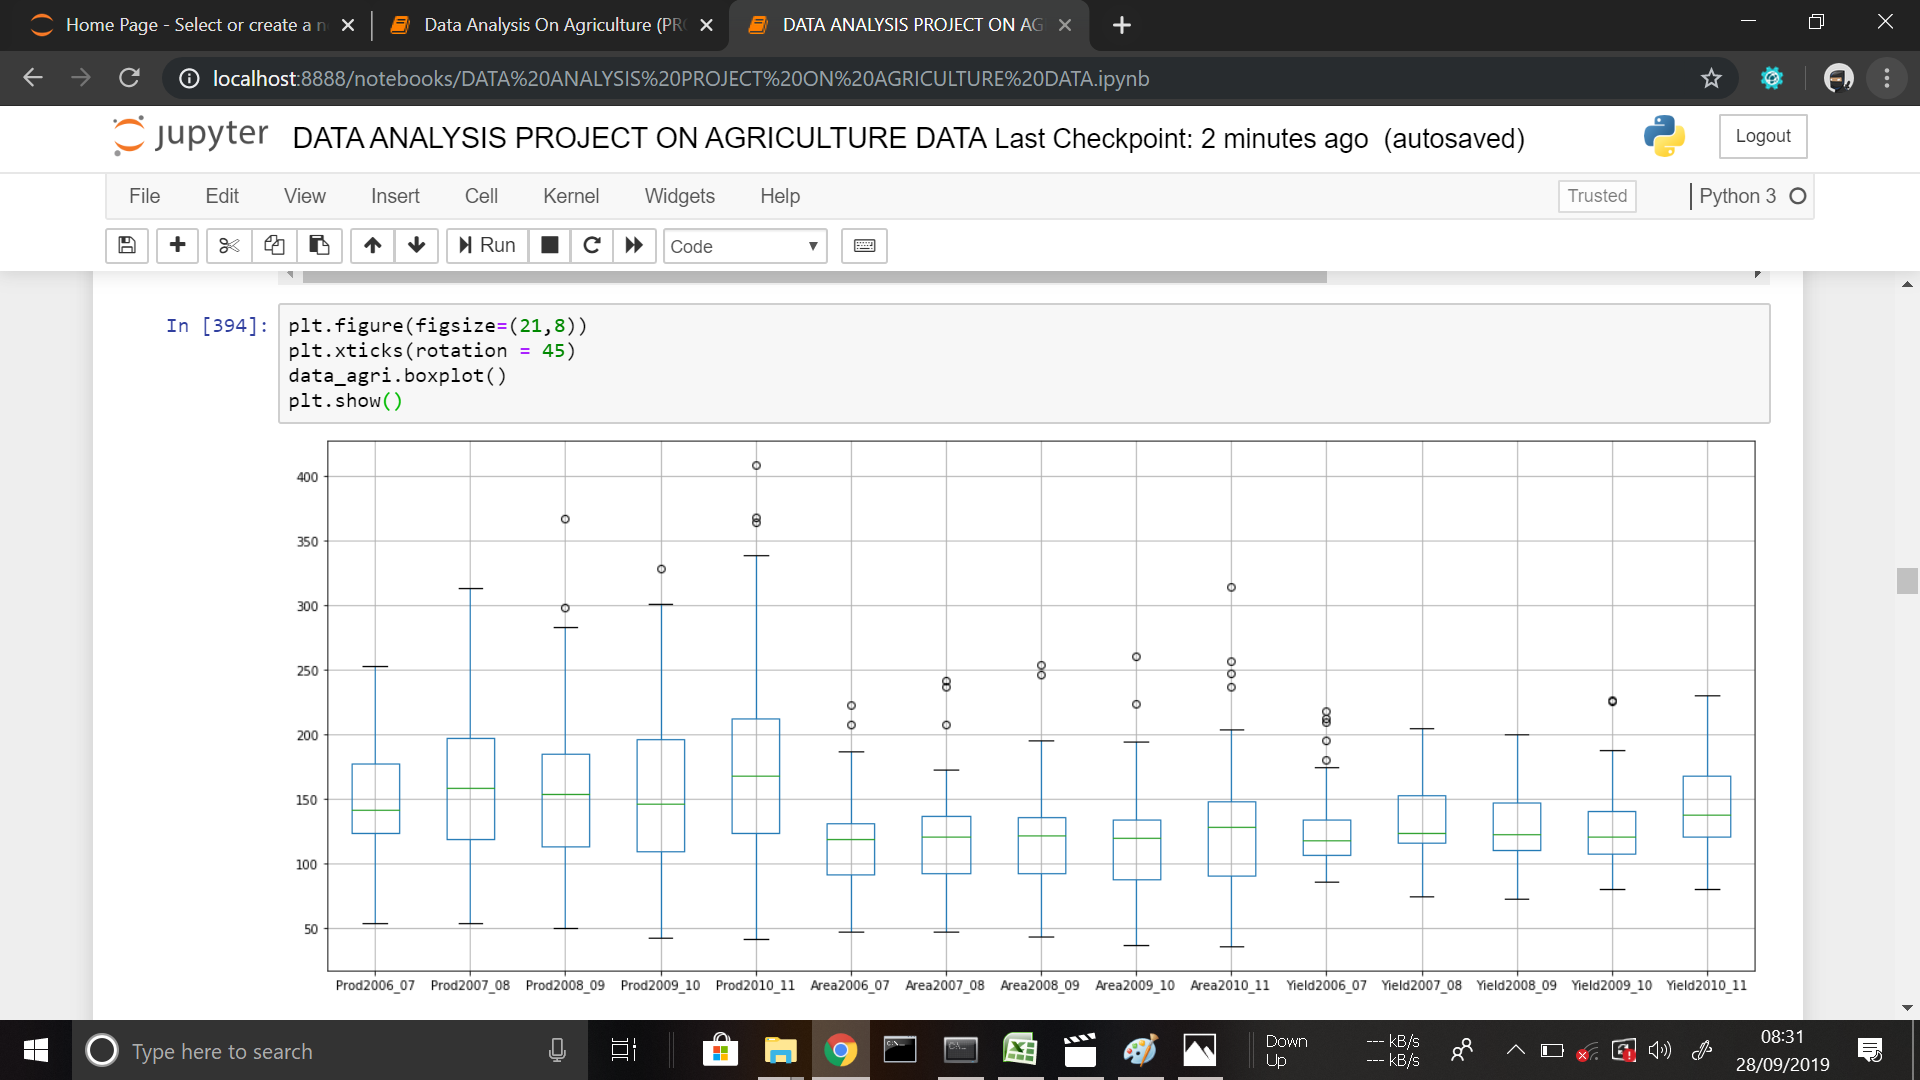 Home Page - Select or create a n
Data Analysis On Agriculture (PR
DATA ANALYSIS PROJECT ON AG
localhost:8888/notebooks/DATA%20ANALYSIS%20PROJECT%20ON%20AGRICULTURE%20DATA.ipynb
jupyter DATA ANALYSIS PROJECT ON AGRICULTURE DATA Last Checkpoint: 2 minutes ago (autosaved)
Logout
File Edit View Insert Cell Kernel Widgets Help
Trusted
Python 3
Run
Code
In [394]:
plt.figure(figsize=(21,8))
plt.xticks(rotation = 45)
data_agri.boxplot()
plt.show()
400
350
300
250
200
150
100
50
Prod2006_07 Prod2007_08 Prod2008_09 Prod2009_10 Prod2010_11 Area2006_07 Area2007_08 Area2008_09 Area2009_10 Area2010_11 Yield2006_07 Yield2007_08 Yield2008_09 Yield2009_10 Yield2010_11
Type here to search
Down --- kB/s
Up --- kB/s
08:31
28/09/2019